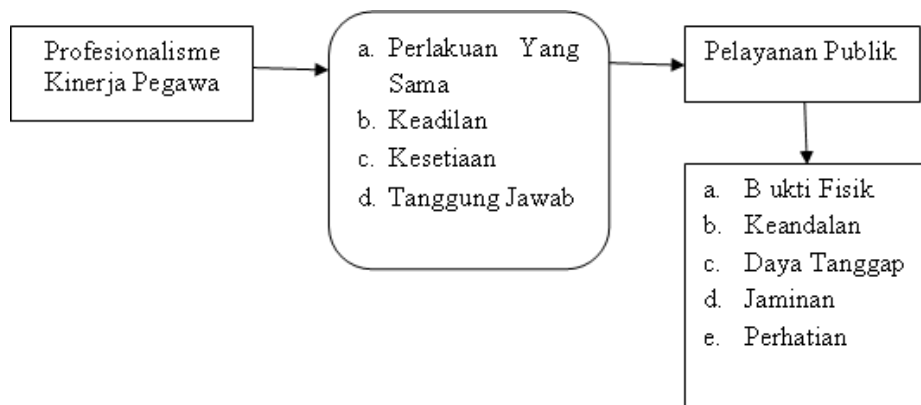 Profesionalisme
Kinerja Pegawa
a. Perlakuan Yang
Sama
b. Keadilan
c. Kesetiaan
d. Tanggung Jawab
Pelayanan Publik
a. B ukti Fisik
b. Keandalan
c. Daya Tanggap
d. Jaminan
e. Perhatian